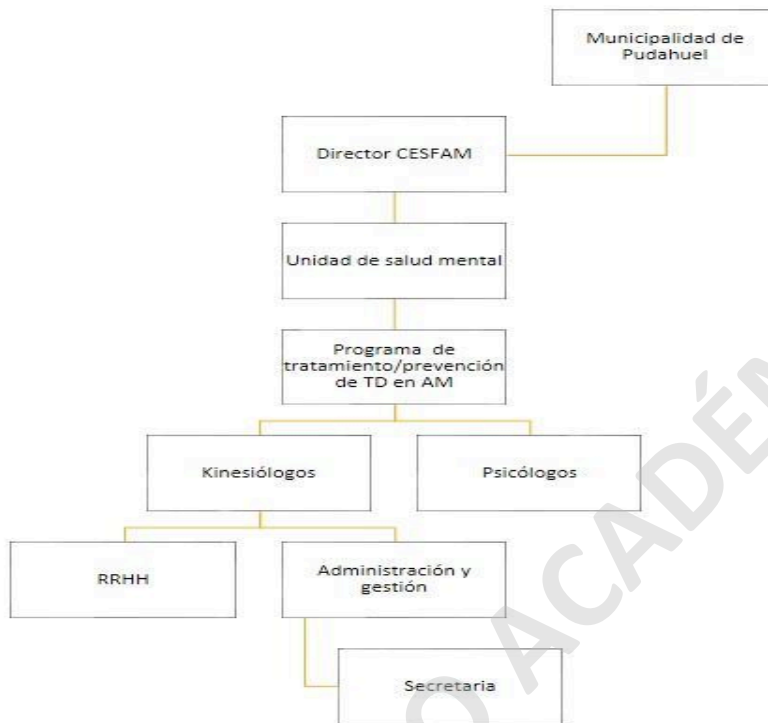 Municipalidad de
Pudahuel
Director CESFAM
Unidad de salud mental
Programa de
tratamiento/prevención
de TD en AM
Kinesiólogos
Psicólogos
RRHH
Administración y
gestión
Secretaria
O ACADÉM